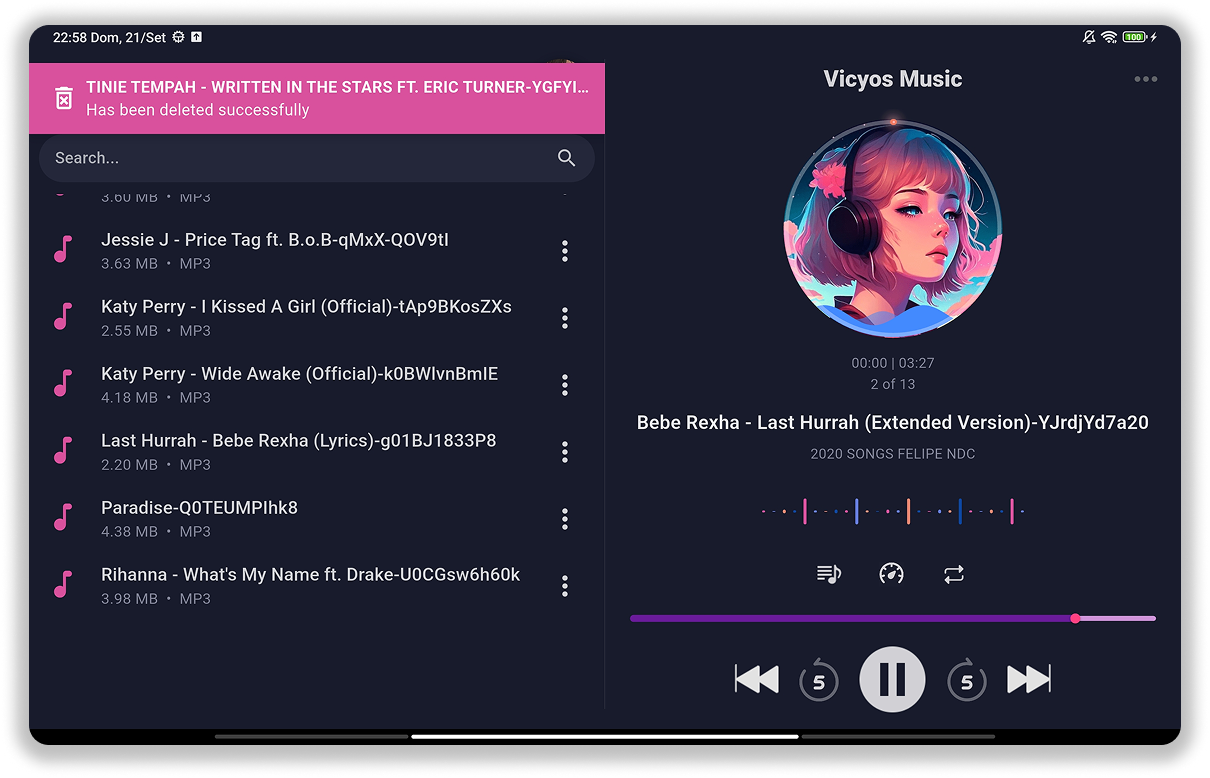 22:58 Dom, 21/Set
100
TINIE TEMPAH - WRITTEN IN THE STARS FT. ERIC TURNER-YGFYI...
Has been deleted successfully
Search...
3.60 MB • MP3
Jessie J - Price Tag ft. B.o.B-qMxX-QOV9tI
3.63 MB • MP3
Katy Perry - I Kissed A Girl (Official)-tAp9BKosZXs
2.55 MB • MP3
Katy Perry - Wide Awake (Official)-k0BWlvnBmIE
4.18 MB • MP3
Last Hurrah - Bebe Rexha (Lyrics)-g01BJ1833P8
2.20 MB • MP3
Paradise-Q0TEUMPIhk8
4.38 MB • MP3
Rihanna - What's My Name ft. Drake-U0CGsw6h60k
3.98 MB • MP3
Vicyos Music
00:00 | 03:27
2 of 13
Bebe Rexha - Last Hurrah (Extended Version)-YJrdjYd7a20
2020 SONGS FELIPE NDC
5
5